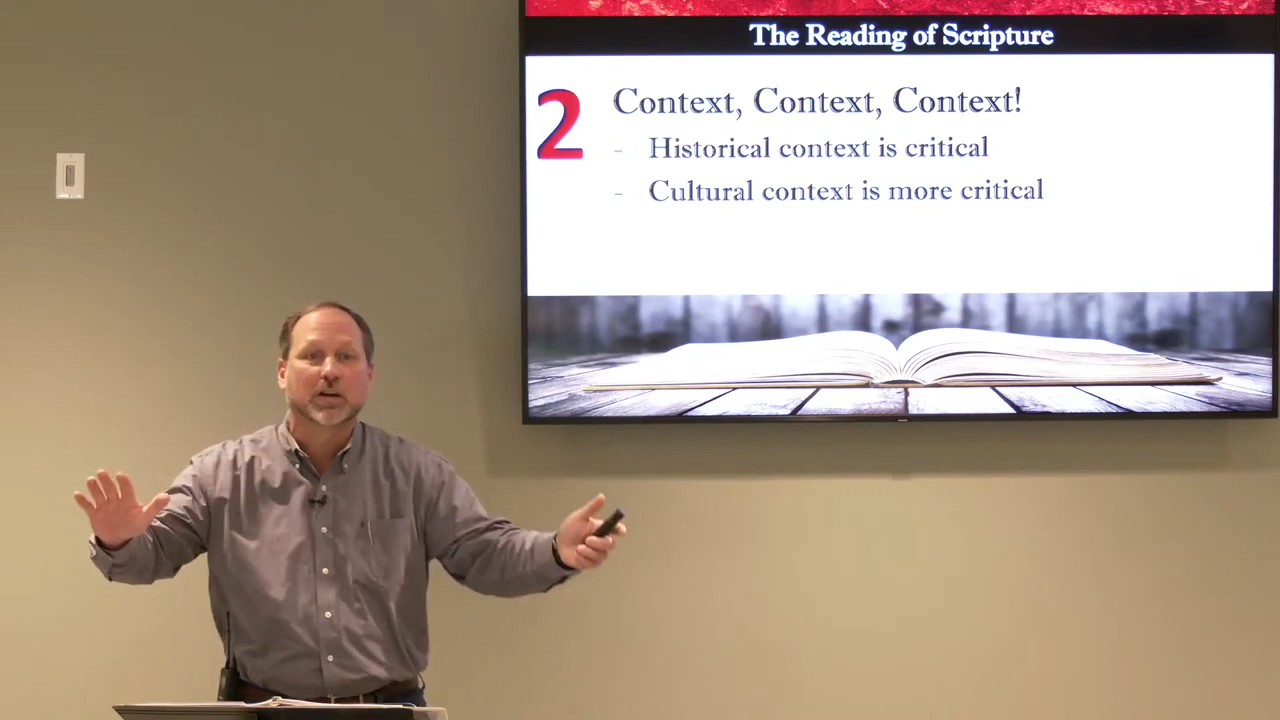 The Reading of Scripture
2 Context, Context, Context!
- Historical context is critical
- Cultural context is more critical